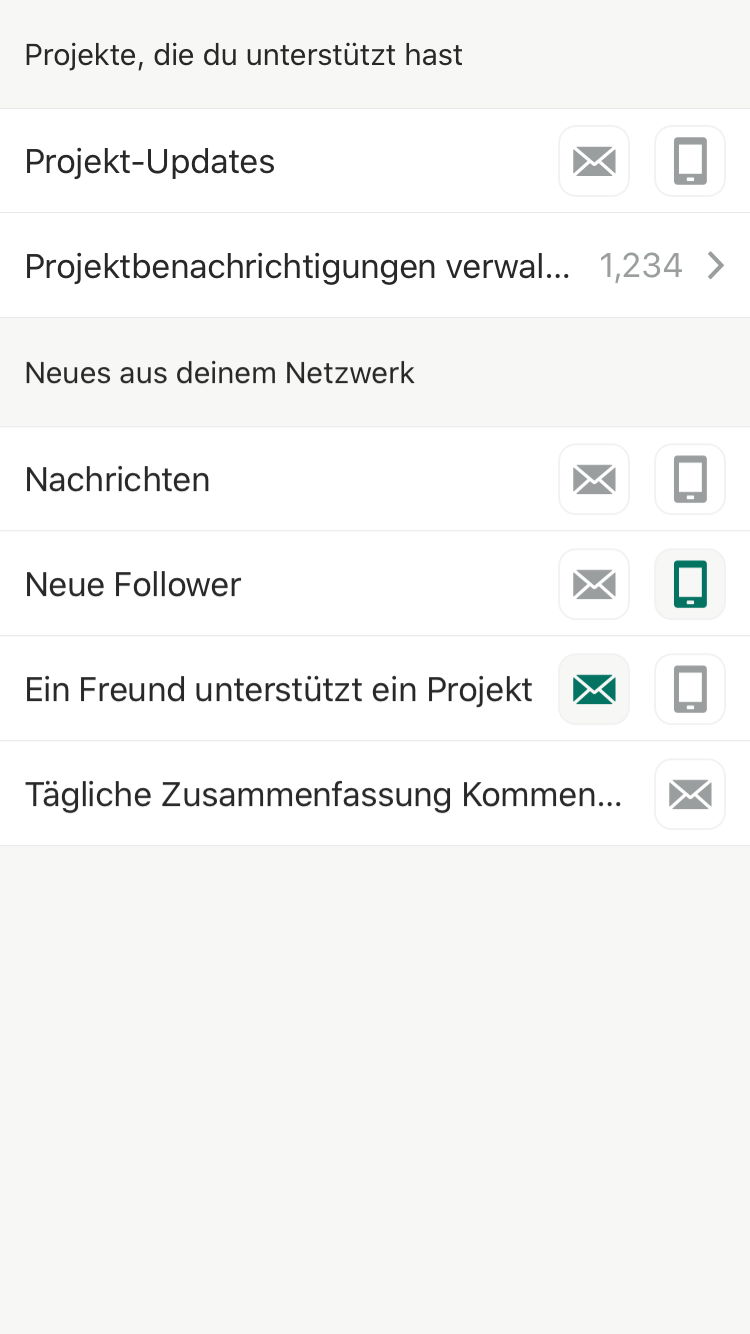 Projekte, die du unterstützt hast
Projekt-Updates
Projektbenachrichtigungen verwal... 1,234
Neues aus deinem Netzwerk
Nachrichten
Neue Follower
Ein Freund unterstützt ein Projekt
Tägliche Zusammenfassung Kommen...